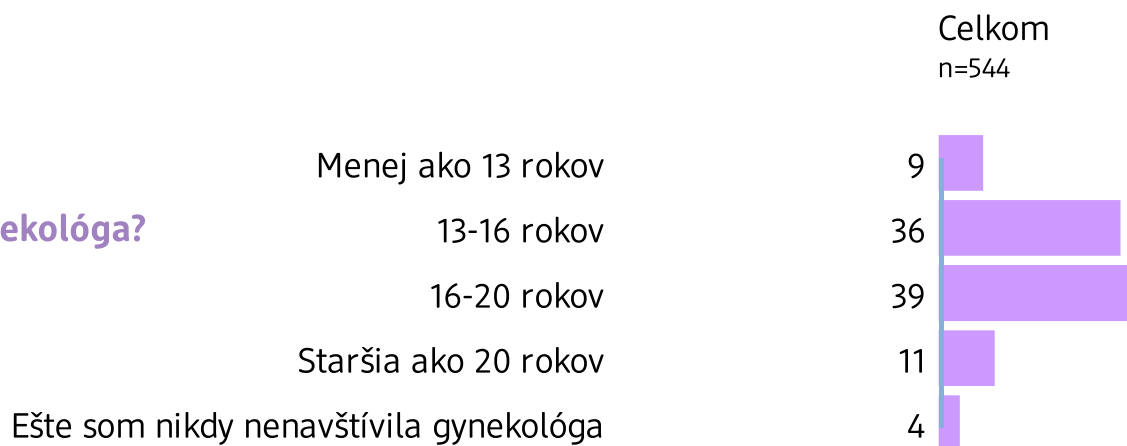 Celkom
n=544
Menej ako 13 rokov 9
ekológa?
13-16 rokov 36
16-20 rokov 39
Staršia ako 20 rokov 11
Ešte som nikdy nenavštívila gynekológa 4